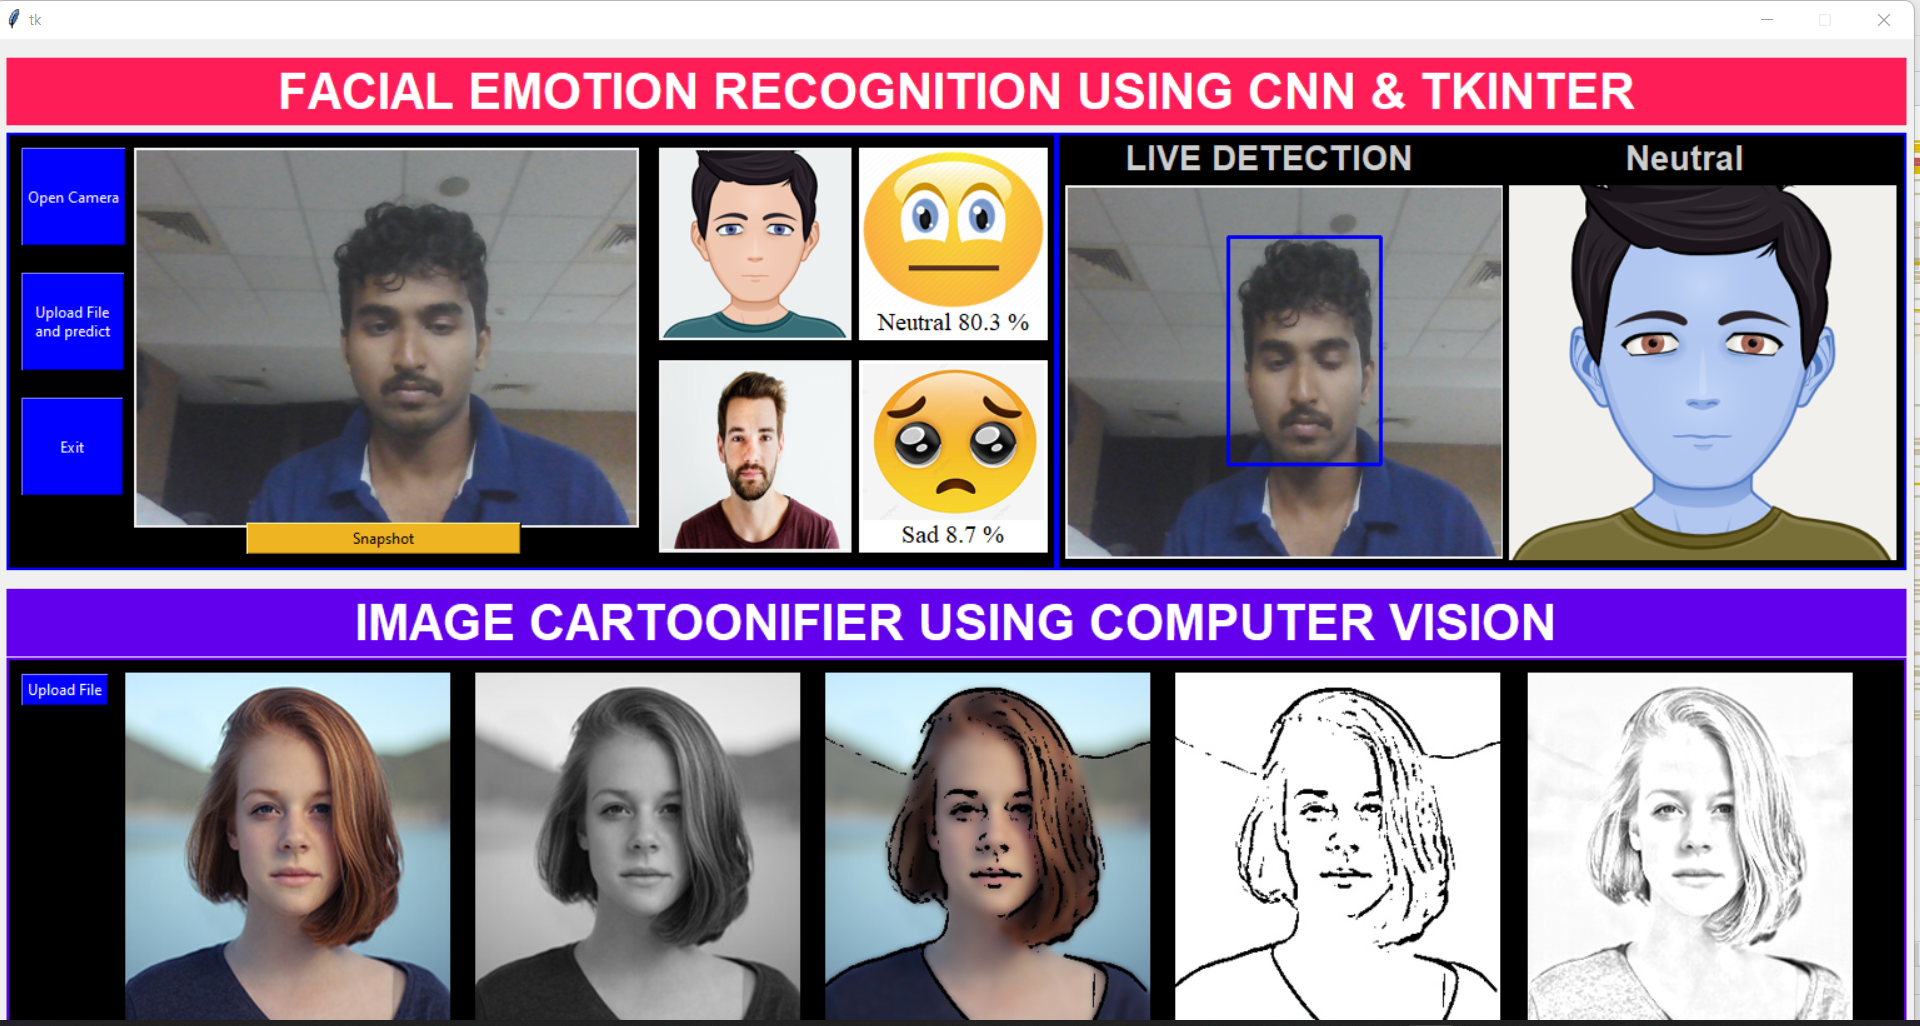 tk
FACIAL EMOTION RECOGNITION USING CNN & TKINTER
Open Camera
Upload File
and predict
Exit
Snapshot
Neutral 80.3 %
Sad 8.7 %
LIVE DETECTION
Neutral
IMAGE CARTOONIFIER USING COMPUTER VISION
Upload File